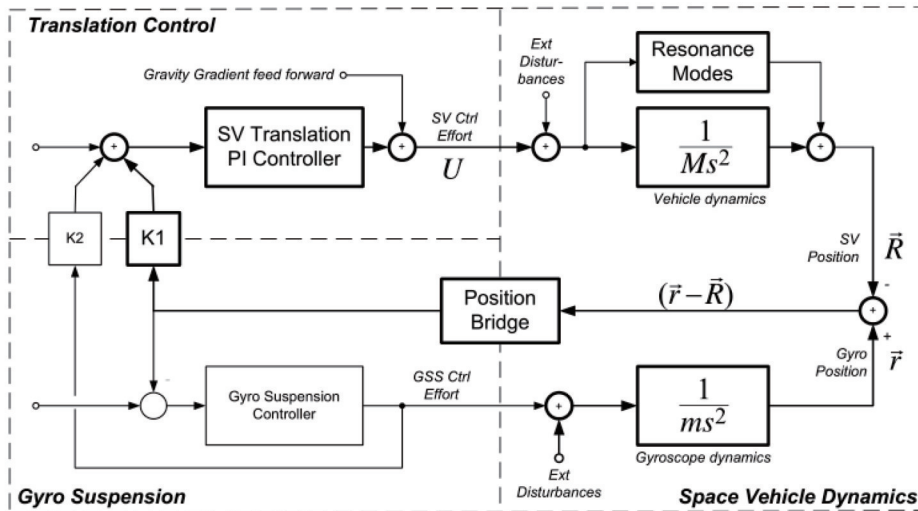 Translation Control
Gravity Gradient feed forward
Ext
Distur-
bances
Resonance
Modes
+
SV Translation
PI Controller
+
SV Ctrl
Effort
U
+
1
Ms²
Vehicle dynamics
+
K2
K1
SV
Position
R⃗
Position
Bridge
(r⃗ – R⃗)
-
+
+
Gyro
Position
r⃗
-
Gyro Suspension
Controller
GSS Ctrl
Effort
+
1
ms²
Gyroscope dynamics
Ext
Disturbances
Gyro Suspension
Space Vehicle Dynamics